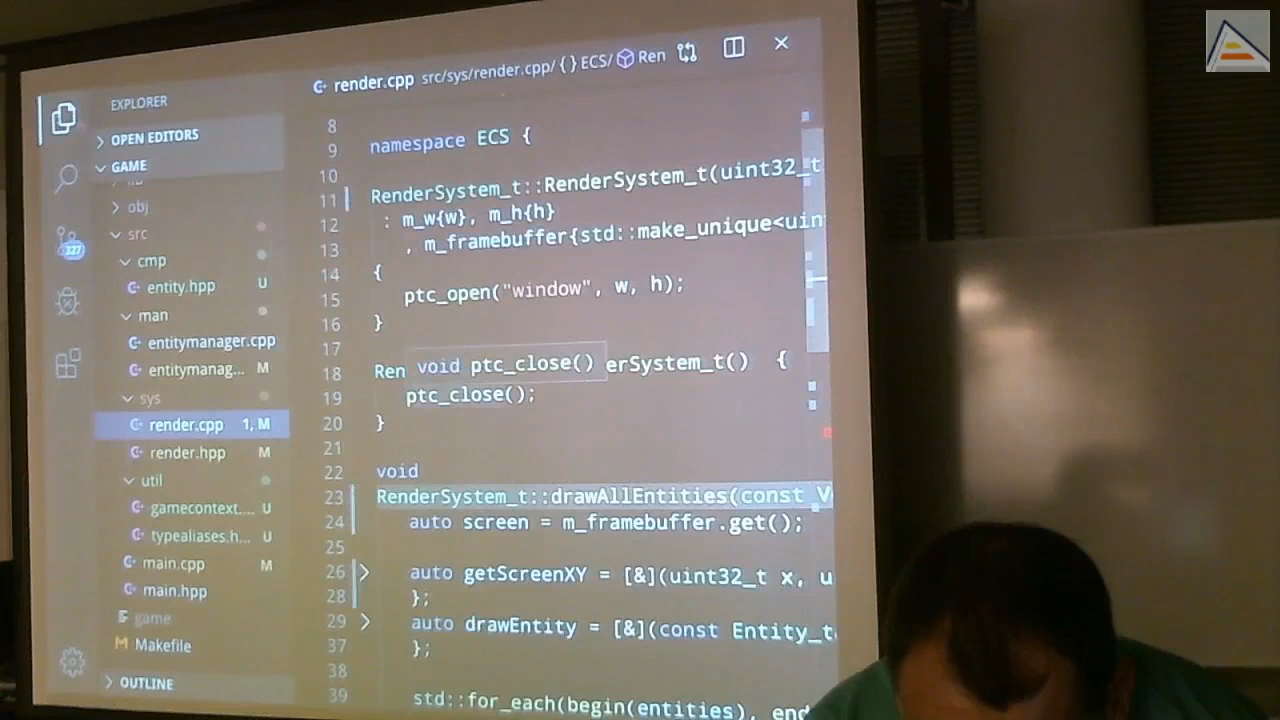 EXPLORER
OPEN EDITORS
GAME
obj
src
cmp
entity.hpp U
man
entitymanager.cpp
entitymanag... M
sys
render.cpp 1, M
render.hpp M
util
gamecontext.... U
typealiases.h... U
main.cpp M
main.hpp
game
Makefile
OUTLINE
327
render.cpp src/sys/render.cpp/ { } ECS/ Ren
8
9 namespace ECS {
10
11 RenderSystem_t::RenderSystem_t(uint32_t
12 : m_w{w}, m_h{h}
13 , m_framebuffer{std::make_unique<uin
14 {
15 ptc_open("window", w, h);
16 }
17
18 Ren void ptc_close() erSystem_t() {
19 ptc_close();
20 }
21
22 void
23 RenderSystem_t::drawAllEntities(const V
24 auto screen = m_framebuffer.get();
25
26 auto getScreenXY = [&](uint32_t x, u
28 };
29 auto drawEntity = [&](const Entity_t
37 };
38
39 std::for_each(begin(entities), end